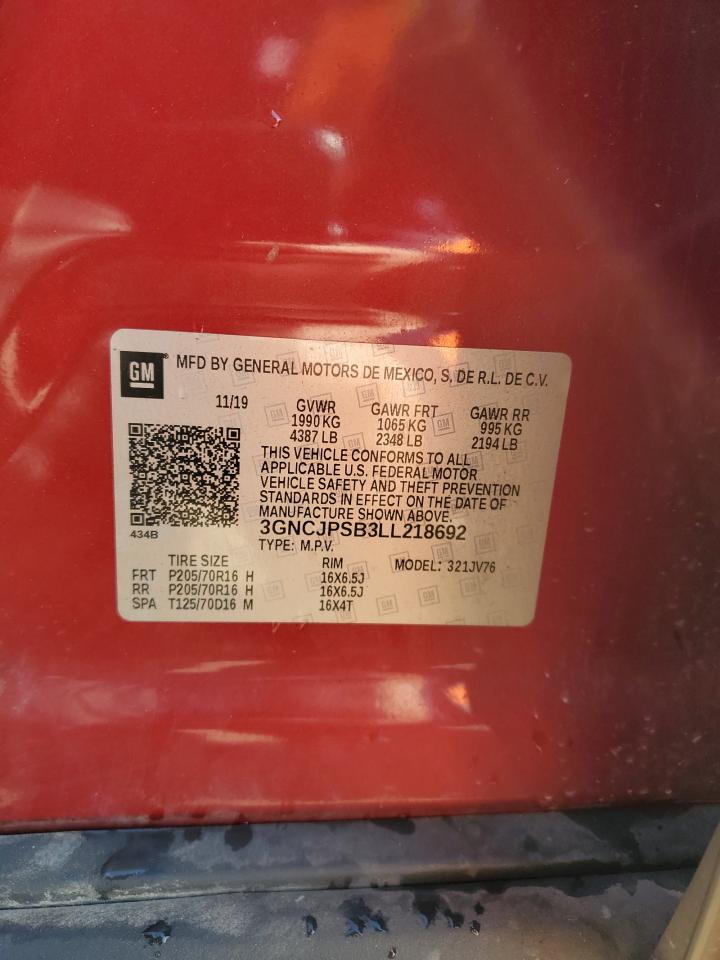 GM
MFD BY GENERAL MOTORS DE MEXICO, S, DE R.L. DE C.V.
11/19 GVWR GAWR FRT GAWR RR
1990 KG 1065 KG 995 KG
4387 LB 2348 LB 2194 LB
THIS VEHICLE CONFORMS TO ALL
APPLICABLE U.S. FEDERAL MOTOR
VEHICLE SAFETY AND THEFT PREVENTION
STANDARDS IN EFFECT ON THE DATE OF
MANUFACTURE SHOWN ABOVE.
434B
3GNCJPSB3LL218692
TYPE: M.P.V.
TIRE SIZE RIM MODEL: 321JV76
FRT P205/70R16 H 16X6.5J
RR P205/70R16 H 16X6.5J
SPA T125/70D16 M 16X4T